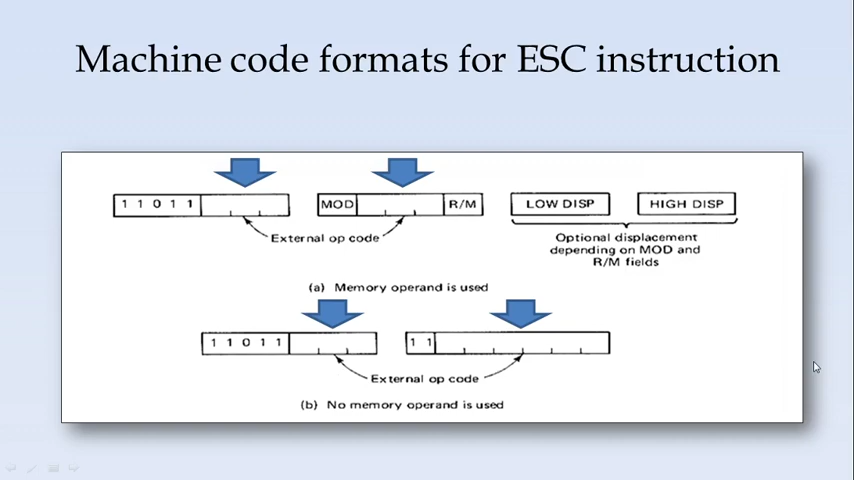 Machine code formats for ESC instruction
1 1 0 1 1 MOD R/M LOW DISP HIGH DISP
External op code
Optional displacement
depending on MOD and
R/M fields
(a) Memory operand is used
1 1 0 1 1 1 1
External op code
(b) No memory operand is used